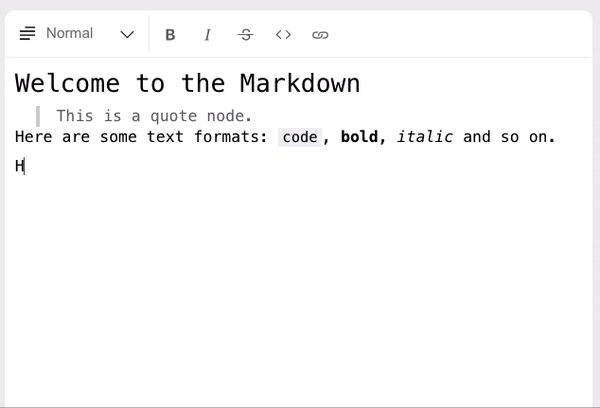 Normal B I S <>
Welcome to the Markdown
This is a quote node.
Here are some text formats: code, bold, italic and so on.
H